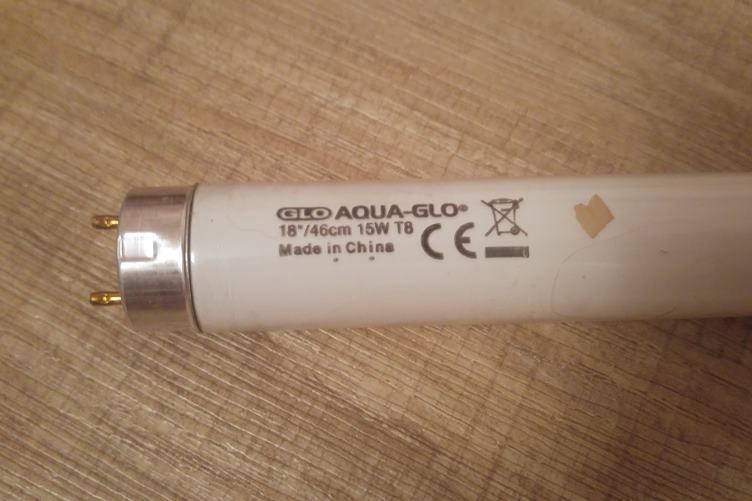 GLO AQUA-GLO®
18"/46cm 15W T8
Made in China
CE